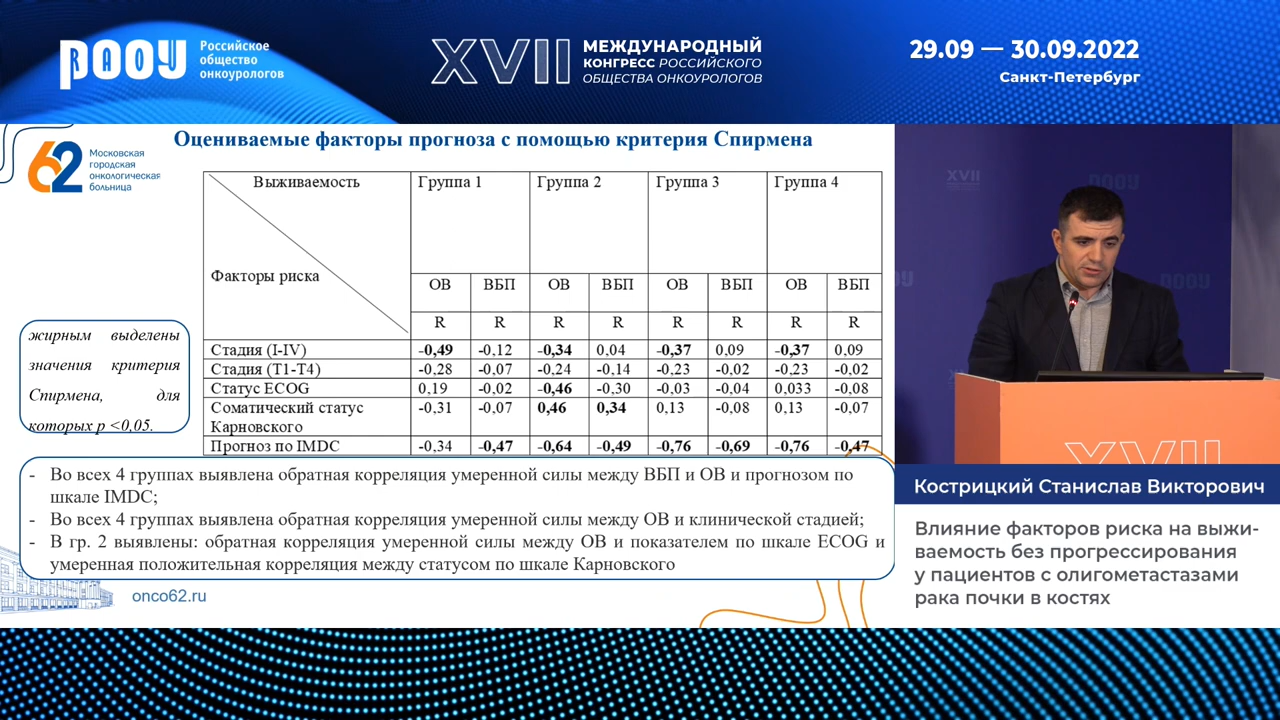 РООУ
RAOU
Российское
общество
онкоурологов
XVII
МЕЖДУНАРОДНЫЙ
КОНГРЕСС РОССИЙСКОГО
ОБЩЕСТВА ОНКОУРОЛОГОВ
29.09 — 30.09.2022
Санкт-Петербург
62
Московская
городская
онкологическая
больница
Оцениваемые факторы прогноза с помощью критерия Спирмена
Выживаемость Группа 1 Группа 2 Группа 3 Группа 4
Факторы риска
ОВ ВБП ОВ ВБП ОВ ВБП ОВ ВБП
R R R R R R R R
Стадия (I-IV) -0,49 -0,12 -0,34 0,04 -0,37 0,09 -0,37 0,09
Стадия (T1-T4) -0,28 -0,07 -0,24 -0,14 -0,23 -0,02 -0,23 -0,02
Статус ECOG 0,19 -0,02 -0,46 -0,30 -0,03 -0,04 0,033 -0,08
Соматический статус -0,31 -0,07 0,46 0,34 0,13 -0,08 0,13 -0,07
Карновского
Прогноз по IMDC -0,34 -0,47 -0,64 -0,49 -0,76 -0,69 -0,76 -0,47
жирным выделены
значения критерия
Спирмена, для
которых p <0,05.
- Во всех 4 группах выявлена обратная корреляция умеренной силы между ВБП и ОВ и прогнозом по
шкале IMDC;
- Во всех 4 группах выявлена обратная корреляция умеренной силы между ОВ и клинической стадией;
- В гр. 2 выявлены: обратная корреляция умеренной силы между ОВ и показателем по шкале ECOG и
умеренная положительная корреляция между статусом по шкале Карновского
onco62.ru
XVII
РООУ
XVII
Кострицкий Станислав Викторович
Влияние факторов риска на выжи-
ваемость без прогрессирования
у пациентов с олигометастазами
рака почки в костях